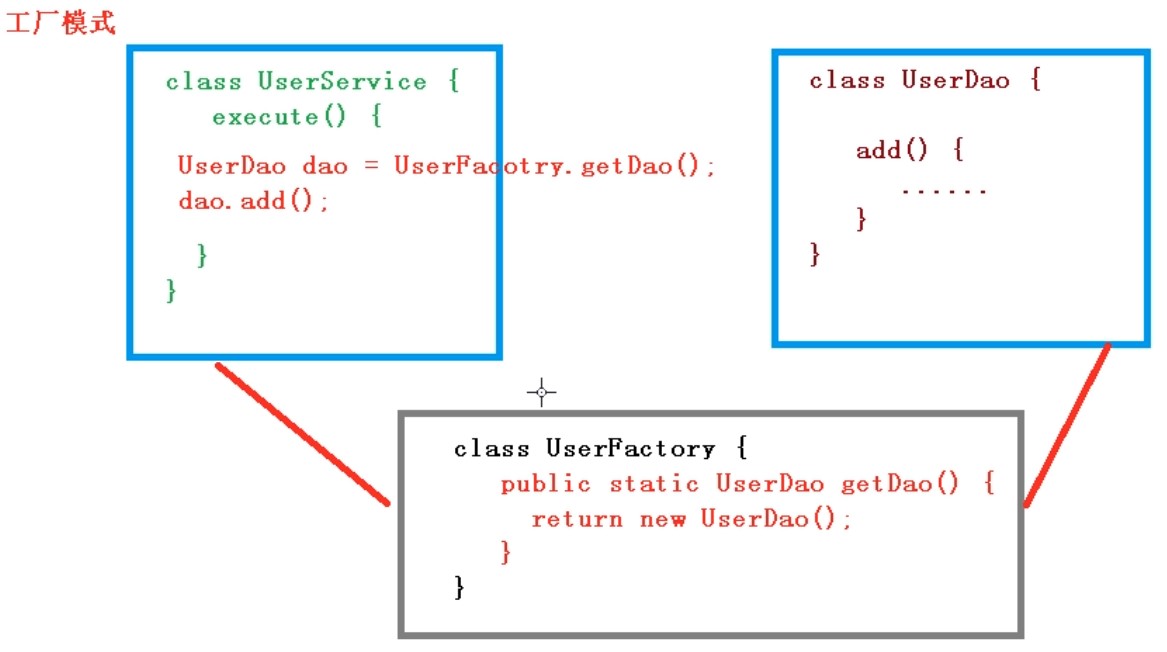 工厂模式
class UserService {
execute() {
UserDao dao = UserFacotry.getDao();
dao.add();
}
}
class UserDao {
add() {
......
}
}
class UserFactory {
public static UserDao getDao() {
return new UserDao();
}
}